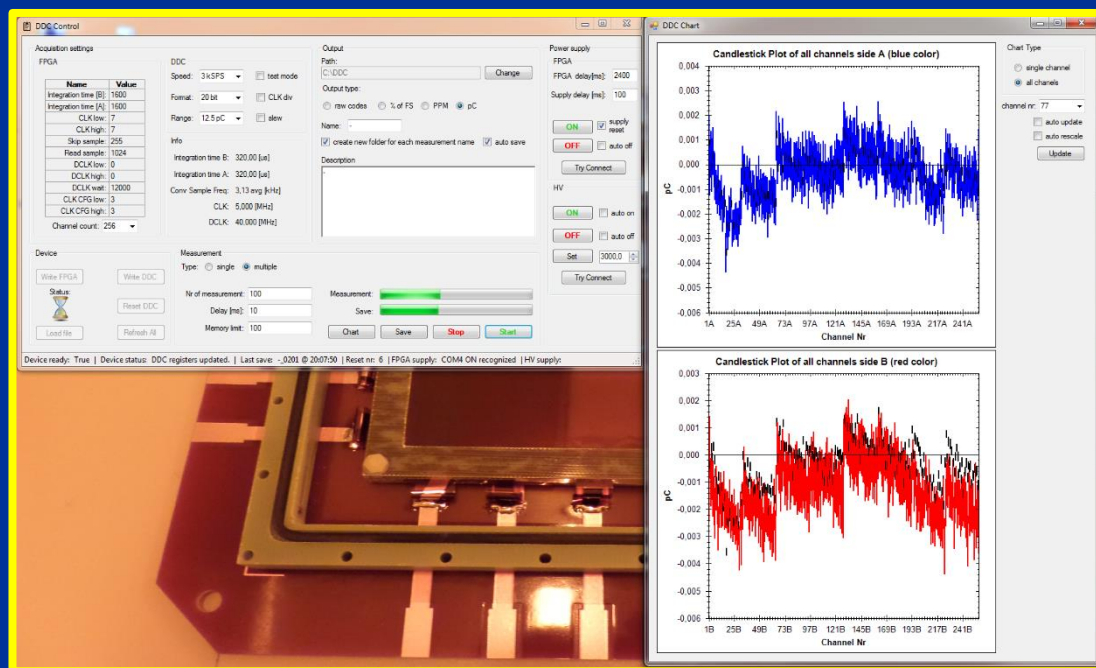 DDC Control
Acquisition settings
FPGA
Name Value
Integration time [B]: 1600
Integration time [A]: 1600
CLK low: 7
CLK high: 7
Skip sample: 255
Read sample: 1024
DCLK low: 0
DCLK high: 0
DCLK wait: 12000
CLK CFG low: 3
CLK CFG high: 3
Channel count: 256
DDC
Speed: 3 kSPS test mode
Format: 20 bit CLK div
Range: 12.5 pC slew
Info
Integration time B: 320,00 [us]
Integration time A: 320,00 [us]
Conv Sample Freq: 3,13 avg [kHz]
CLK: 5,000 [MHz]
DCLK: 40,000 [MHz]
Output
Path:
C:\DDC Change
Output type:
raw codes % of FS PPM pC
Name: -
create new folder for each measurement name auto save
Description
-
Power supply
FPGA
FPGA delay[ms]: 2400
Supply delay [ms]: 100
ON supply reset
OFF auto off
Try Connect
HV
ON auto on
OFF auto off
Set 3000,0
Try Connect
Device
Write FPGA Write DDC
Status:
Reset DDC
Load file Refresh All
Measurement
Type: single multiple
Nr of measurement: 100 Measurement:
Delay [ms]: 10 Save:
Memory limit: 100 Chart Save Stop Start
Device ready: True | Device status: DDC registers updated. | Last save: -_0201 @ 20:07:50 | Reset nr: 6 | FPGA supply: COM4 ON recognized | HV supply:
DDC Chart
Candlestick Plot of all channels side A (blue color)
0.004
0.003
0.002
0.001
0.000
-0.001
-0.002
-0.003
-0.004
-0.005
-0.006
pC
1A 25A 49A 73A 97A 121A 145A 169A 193A 217A 241A
Channel Nr
Candlestick Plot of all channels side B (red color)
0.003
0.002
0.001
0.000
-0.001
-0.002
-0.003
-0.004
-0.005
-0.006
pC
1B 25B 49B 73B 97B 121B 145B 169B 193B 217B 241B
Channel Nr
Chart Type
single channel
all chanels
channel nr: 77
auto update
auto rescale
Update